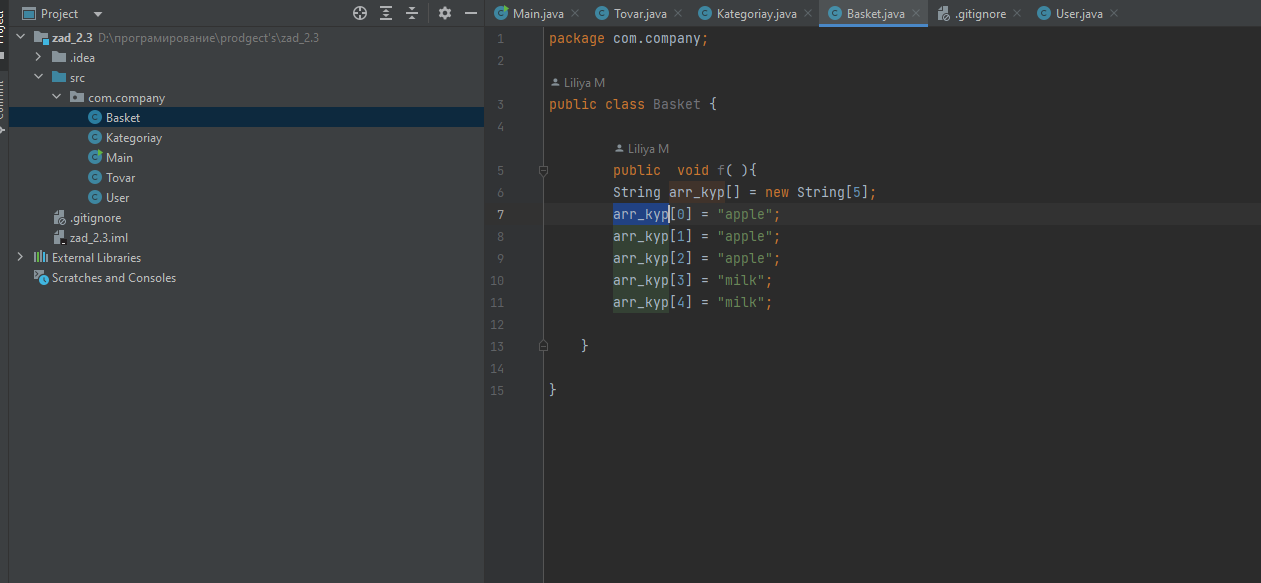 Project
Main.java
Tovar.java
Kategoriay.java
Basket.java
.gitignore
User.java
zad_2.3 D:\програмирование\prodgect's\zad_2.3
.idea
src
com.company
Basket
Kategoriay
Main
Tovar
User
.gitignore
zad_2.3.iml
External Libraries
Scratches and Consoles
1 package com.company;
2
Liliya M
3 public class Basket {
4
Liliya M
5 public  void f( ){
6 String arr_kyp[] = new String[5];
7 arr_kyp[0] = "apple";
8 arr_kyp[1] = "apple";
9 arr_kyp[2] = "apple";
10 arr_kyp[3] = "milk";
11 arr_kyp[4] = "milk";
12
13 }
14
15 }